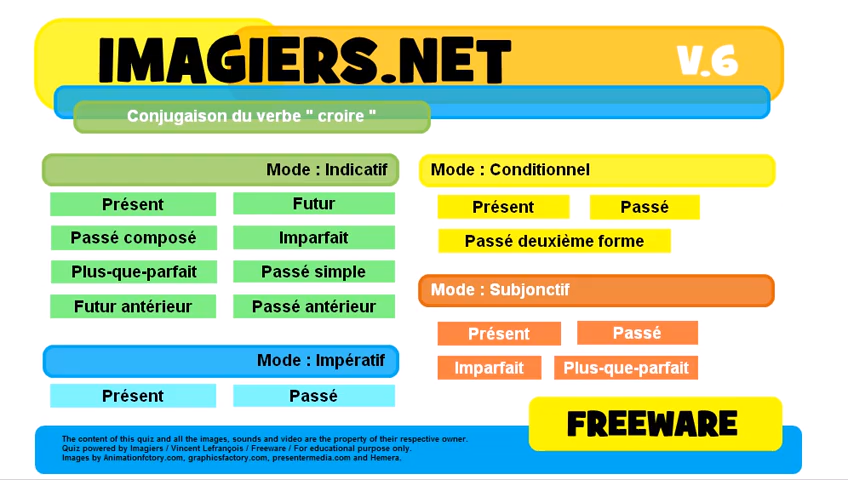 IMAGIERS.NET
V.6
Conjugaison du verbe " croire "
Mode : Indicatif
Présent
Futur
Passé composé
Imparfait
Plus-que-parfait
Passé simple
Futur antérieur
Passé antérieur
Mode : Impératif
Présent
Passé
Mode : Conditionnel
Présent
Passé
Passé deuxième forme
Mode : Subjonctif
Présent
Passé
Imparfait
Plus-que-parfait
FREEWARE
The content of this quiz and all the images, sounds and video are the property of their respective owner.
Quiz powered by Imagiers / Vincent Lefrançois / Freeware / For educational purpose only.
Images by Animationfctory.com, graphicsfactory.com, presentermedia.com and Hemera.